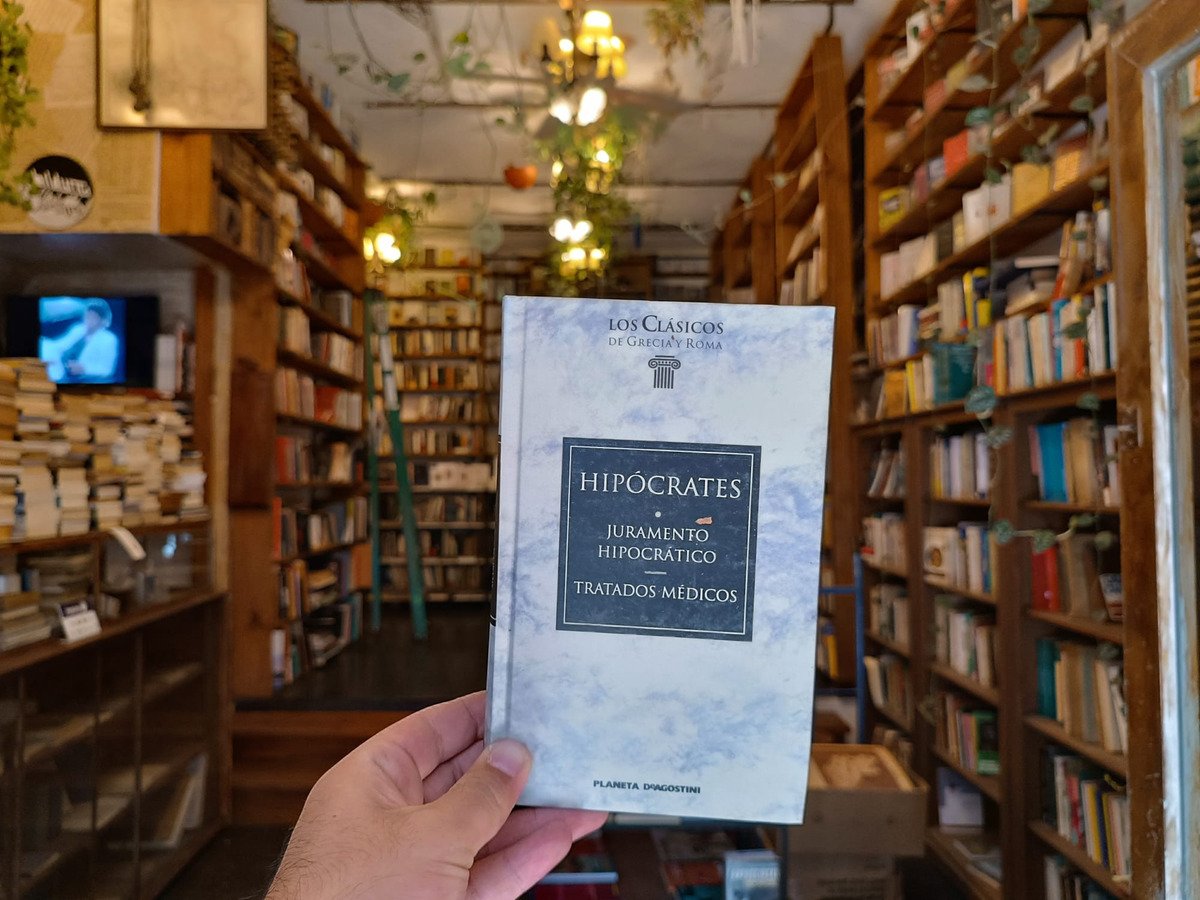 LOS CLÁSICOS
DE GRECIA Y ROMA
HIPÓCRATES
JURAMENTO
HIPOCRÁTICO
TRATADOS MÉDICOS
PLANETA DEAGOSTINI